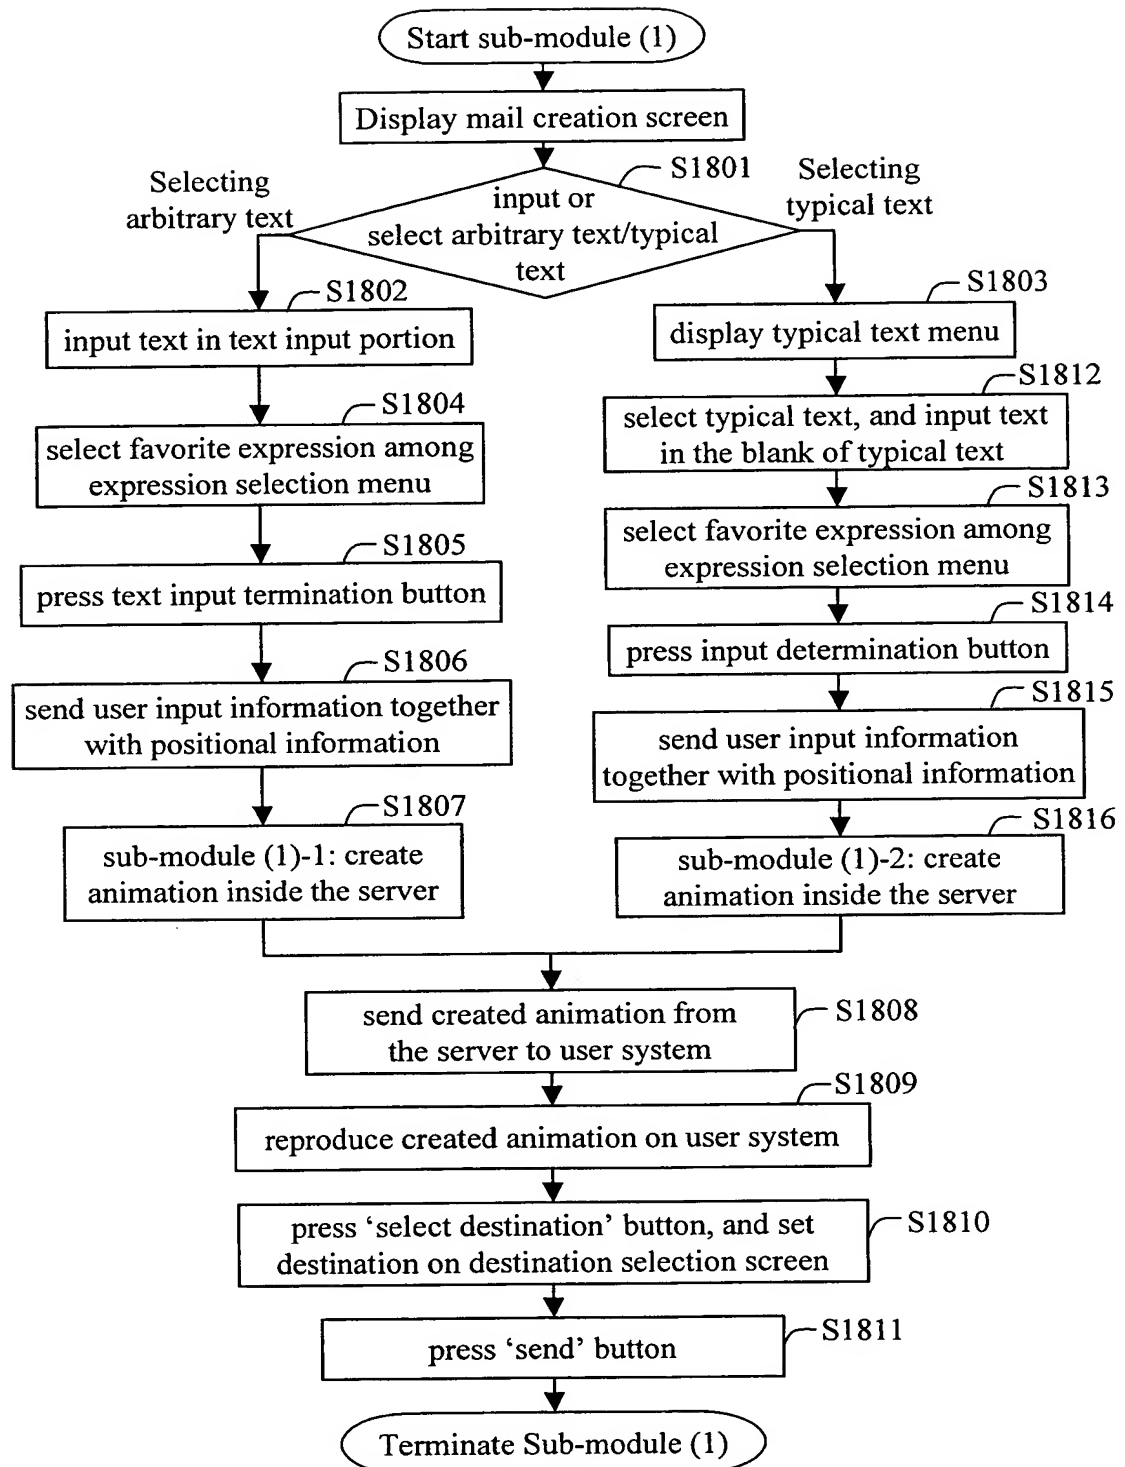 Start sub-module (1)
Display mail creation screen
S1801
Selecting
arbitrary text
input or
select arbitrary text/typical
text
Selecting
typical text
S1802
input text in text input portion
S1804
select favorite expression among
expression selection menu
S1805
press text input termination button
S1806
send user input information together
with positional information
S1807
sub-module (1)-1: create
animation inside the server
S1803
display typical text menu
S1812
select typical text, and input text
in the blank of typical text
S1813
select favorite expression among
expression selection menu
S1814
press input determination button
S1815
send user input information
together with positional information
S1816
sub-module (1)-2: create
animation inside the server
send created animation from
the server to user system
S1808
S1809
reproduce created animation on user system
press ‘select destination’ button, and set
destination on destination selection screen
S1810
press ‘send’ button
S1811
Terminate Sub-module (1)